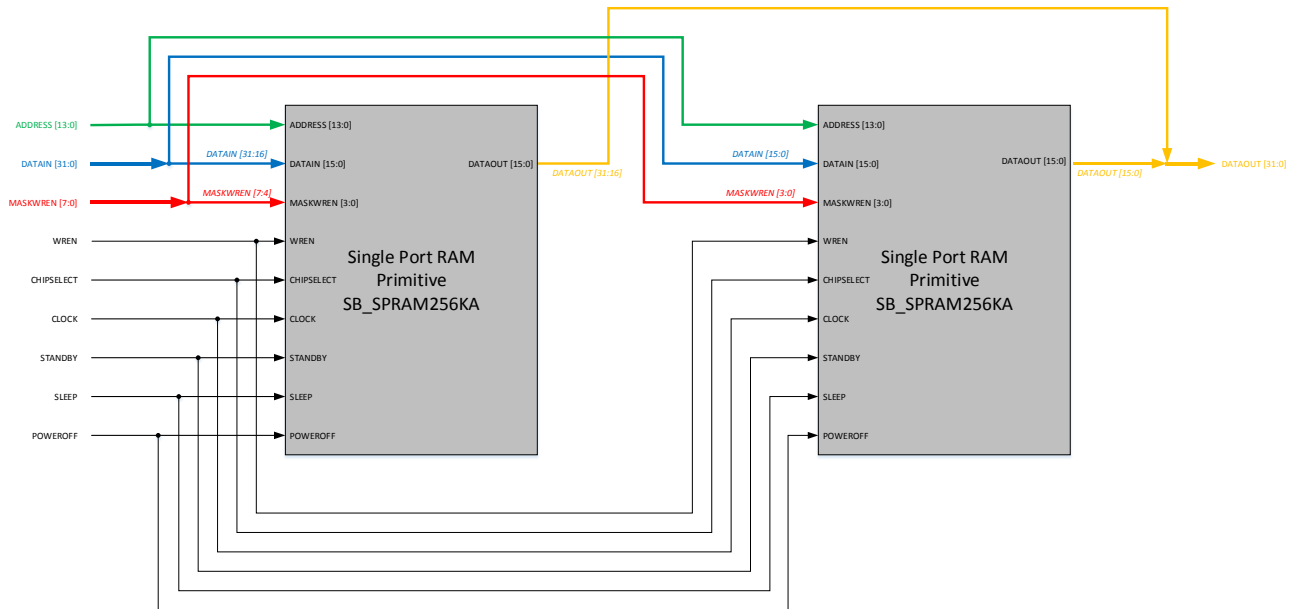 ADDRESS [13:0]
DATAIN [31:0]
MASKWREN [7:0]
WREN
CHIPSELECT
CLOCK
STANDBY
SLEEP
POWEROFF
DATAIN [31:16]
MASKWREN [7:4]
ADDRESS [13:0]
DATAIN [15:0]
MASKWREN [3:0]
WREN
CHIPSELECT
CLOCK
STANDBY
SLEEP
POWEROFF
Single Port RAM
Primitive
SB_SPRAM256KA
DATAOUT [15:0]
DATAOUT [31:16]
DATAIN [15:0]
MASKWREN [3:0]
ADDRESS [13:0]
DATAIN [15:0]
MASKWREN [3:0]
WREN
CHIPSELECT
CLOCK
STANDBY
SLEEP
POWEROFF
Single Port RAM
Primitive
SB_SPRAM256KA
DATAOUT [15:0]
DATAOUT [15:0]
DATAOUT [31:0]